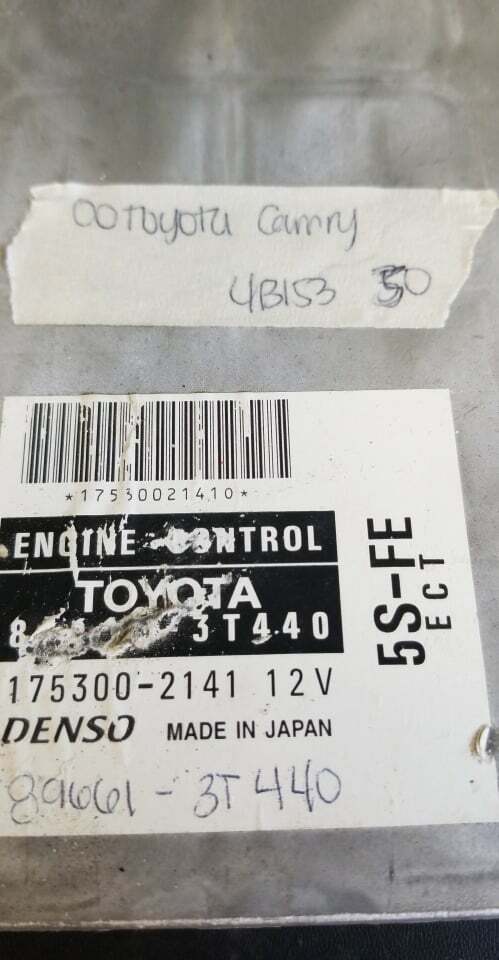 00 Toyota Camry
4B153 50
*17530021410*
ENGINE CONTROL
TOYOTA
3T440
175300-2141 12V
DENSO MADE IN JAPAN
89661-3T440
5S-FE
ECT